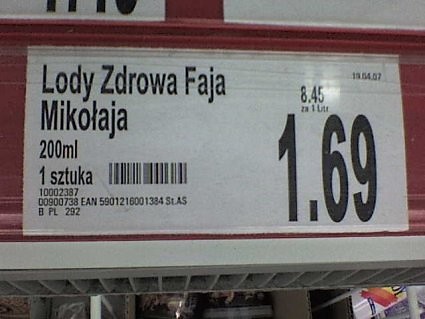 Lody Zdrowa Faja
Mikołaja
200ml
1 sztuka
10002387
00900738 EAN 5901216001384 St.AS
B PL 292
19.04.07
8.45
za 1 Litr
1.69